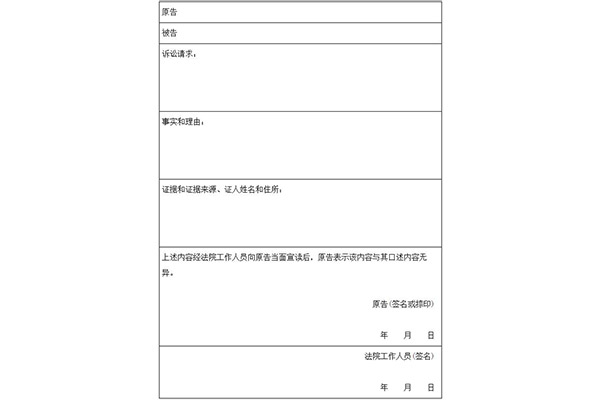 原告
被告
诉讼请求：
事实和理由：
证据和证据来源、证人姓名和住所：
上述内容经法院工作人员向原告当面宣读后，原告表示该内容与其口述内容无
异。
原告(签名或捺印)
年 月 日
法院工作人员(签名)
年 月 日